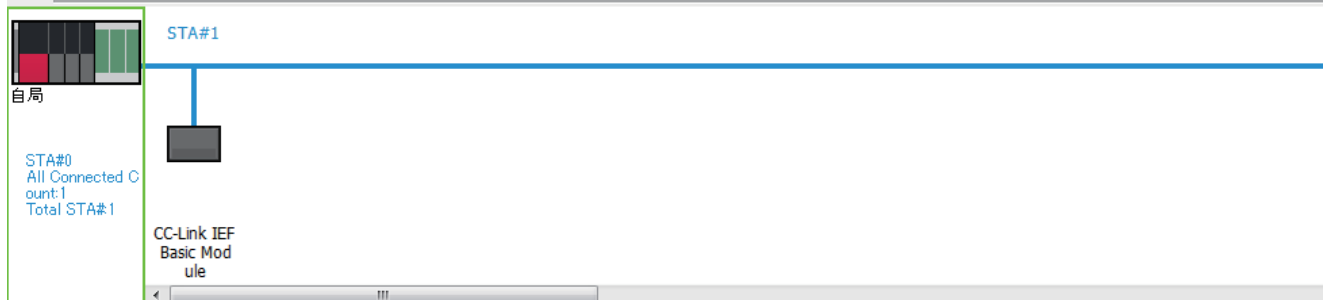 STA#1
自局
STA#0
All Connected C
ount:1
Total STA#:1
CC-Link IEF
Basic Mod
ule